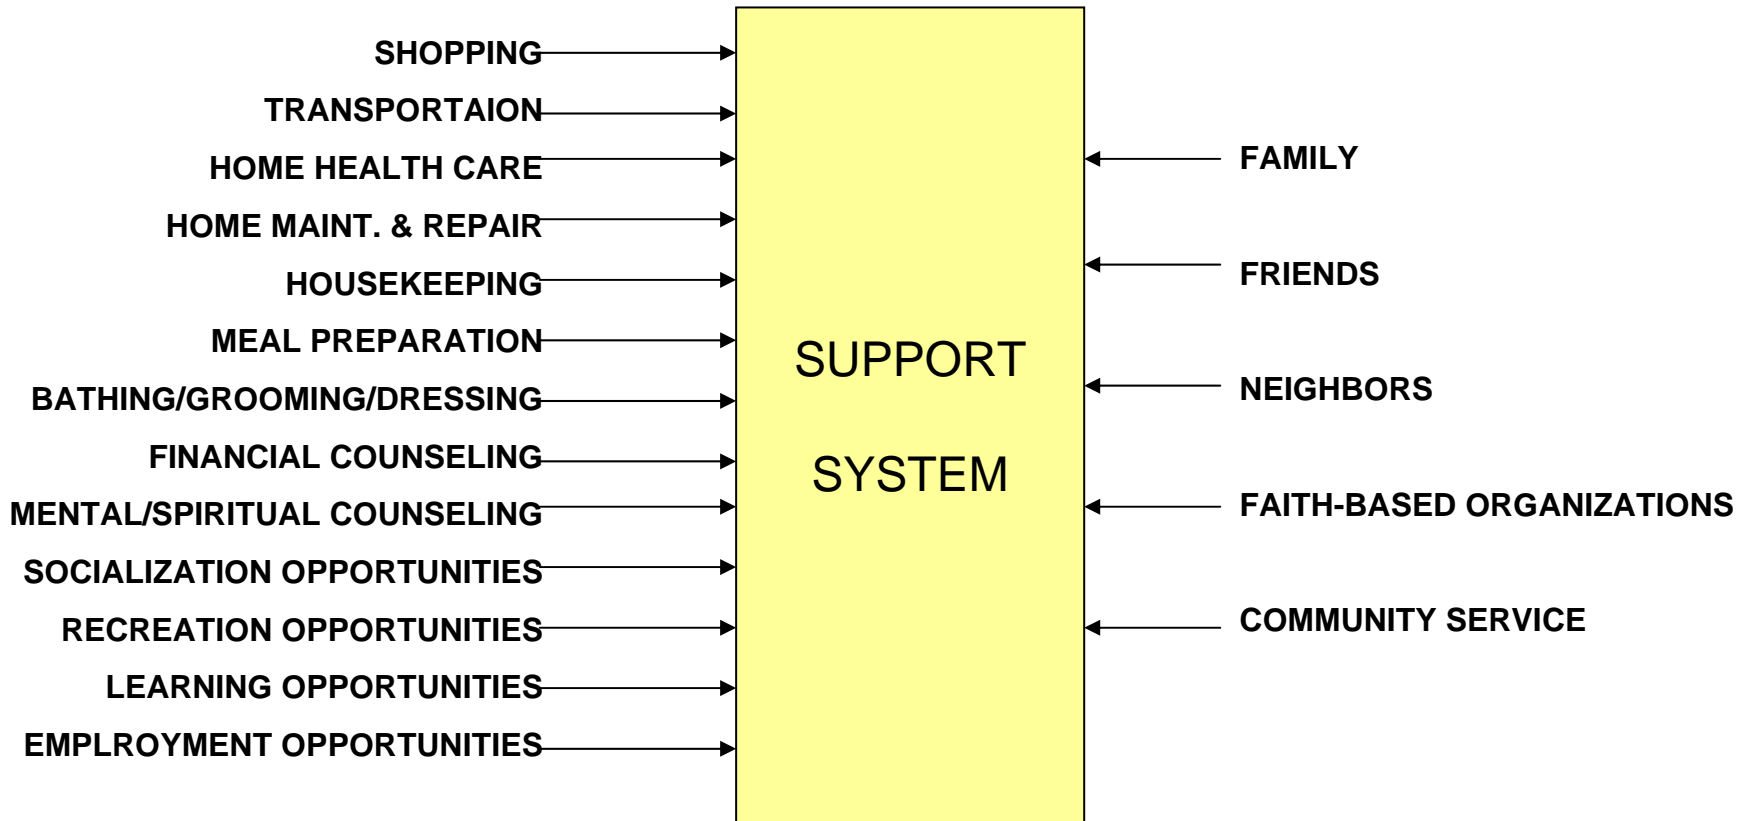 SHOPPING
TRANSPORTAION
HOME HEALTH CARE
HOME MAINT. & REPAIR
HOUSEKEEPING
MEAL PREPARATION
BATHING/GROOMING/DRESSING
FINANCIAL COUNSELING
MENTAL/SPIRITUAL COUNSELING
SOCIALIZATION OPPORTUNITIES
RECREATION OPPORTUNITIES
LEARNING OPPORTUNITIES
EMPLROYMENT OPPORTUNITIES
SUPPORT
SYSTEM
FAMILY
FRIENDS
NEIGHBORS
FAITH-BASED ORGANIZATIONS
COMMUNITY SERVICE